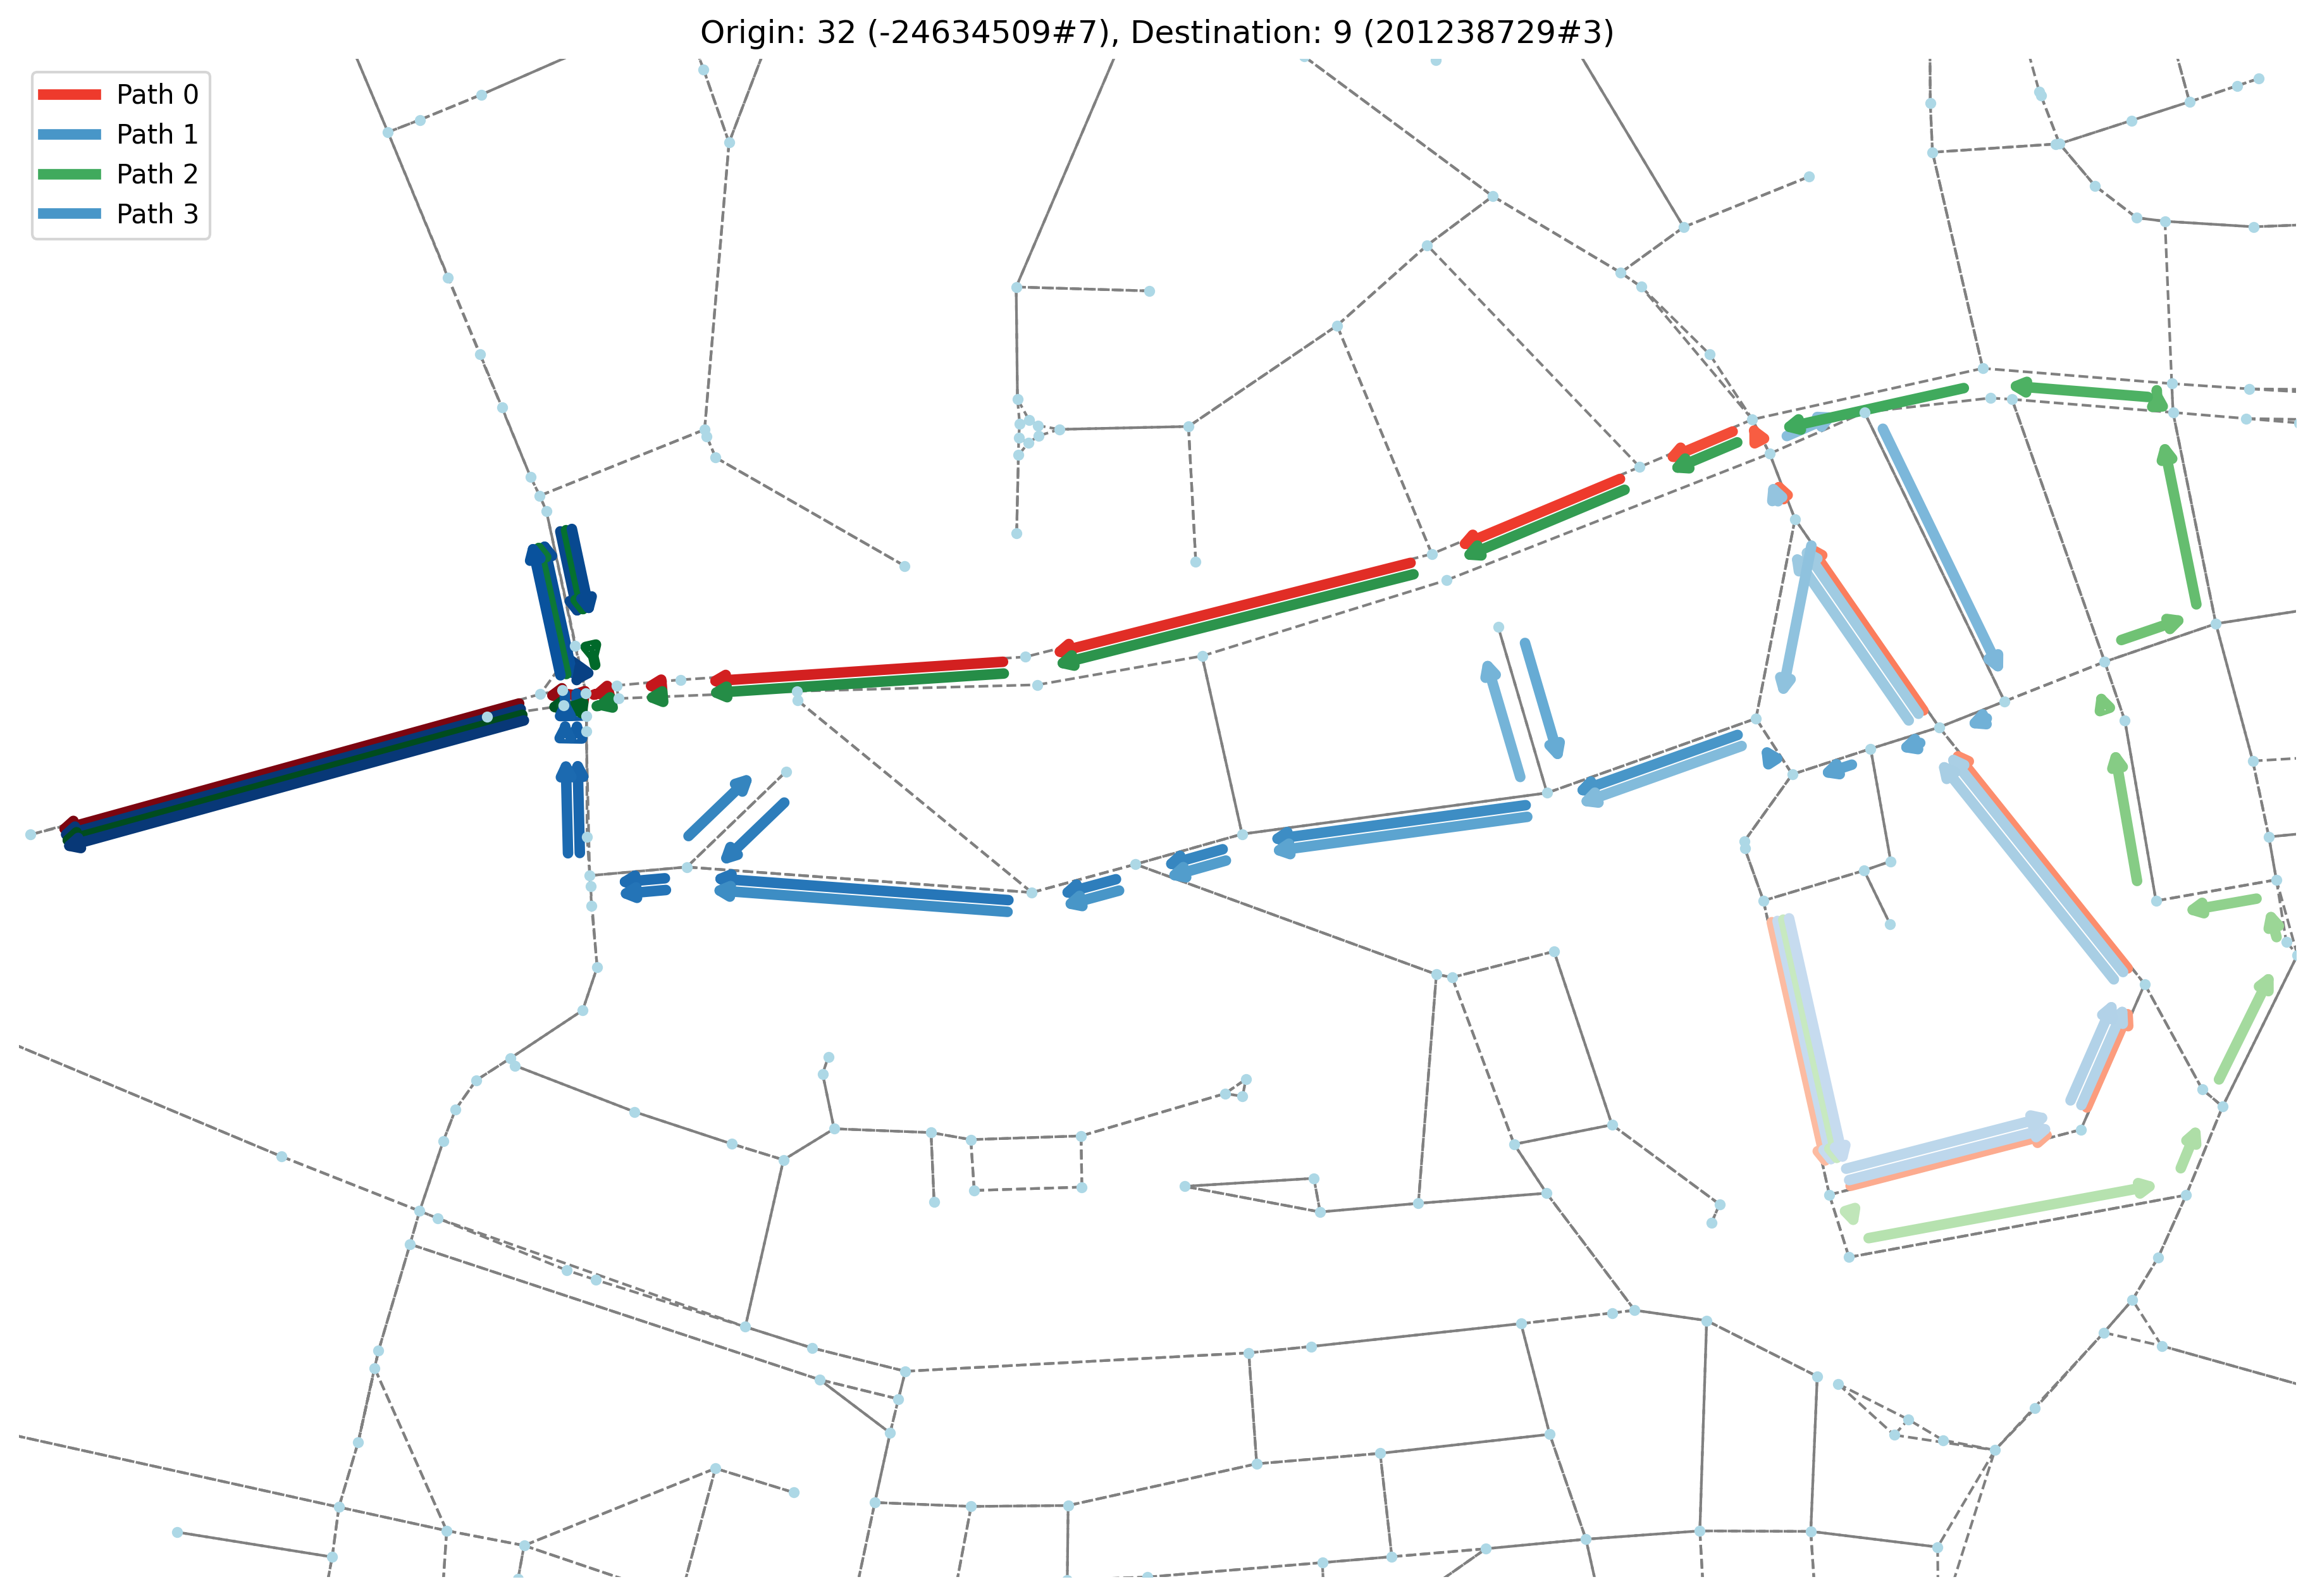 Origin: 32 (-24634509#7), Destination: 9 (201238729#3)
Path 0
Path 1
Path 2
Path 3